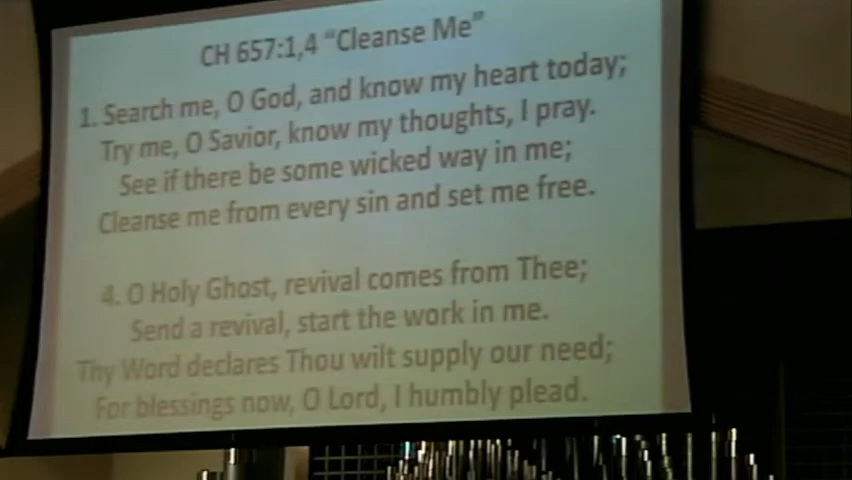 CH 657:1,4 “Cleanse Me”
1. Search me, O God, and know my heart today;
Try me, O Savior, know my thoughts, I pray.
See if there be some wicked way in me;
Cleanse me from every sin and set me free.
4. O Holy Ghost, revival comes from Thee;
Send a revival, start the work in me.
Thy Word declares Thou wilt supply our need;
For blessings now, O Lord, I humbly plead.